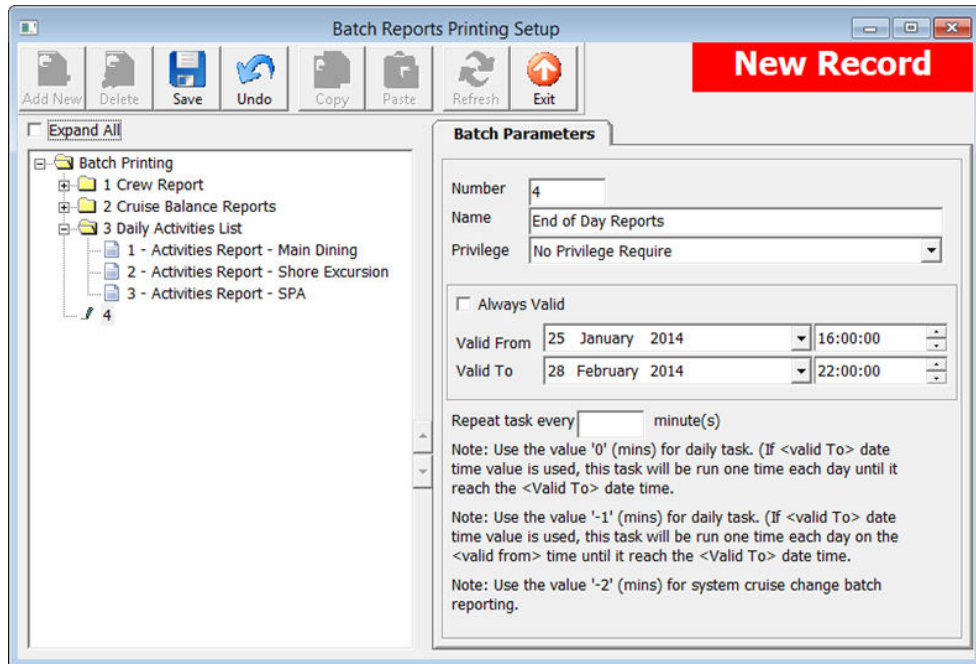 Batch Reports Printing Setup
Add New Delete Save Undo Copy Paste Refresh Exit
New Record
Expand All
Batch Printing
1 Crew Report
2 Cruise Balance Reports
3 Daily Activities List
1 - Activities Report - Main Dining
2 - Activities Report - Shore Excursion
3 - Activities Report - SPA
4
Batch Parameters
Number 4
Name End of Day Reports
Privilege No Privilege Require
Always Valid
Valid From 25 January 2014 16:00:00
Valid To 28 February 2014 22:00:00
Repeat task every minute(s)
Note: Use the value '0' (mins) for daily task. (If <valid To> date
time value is used, this task will be run one time each day until it
reach the <Valid To> date time.
Note: Use the value '-1' (mins) for daily task. (If <valid To> date
time value is used, this task will be run one time each day on the
<valid from> time until it reach the <Valid To> date time.
Note: Use the value '-2' (mins) for system cruise change batch
reporting.